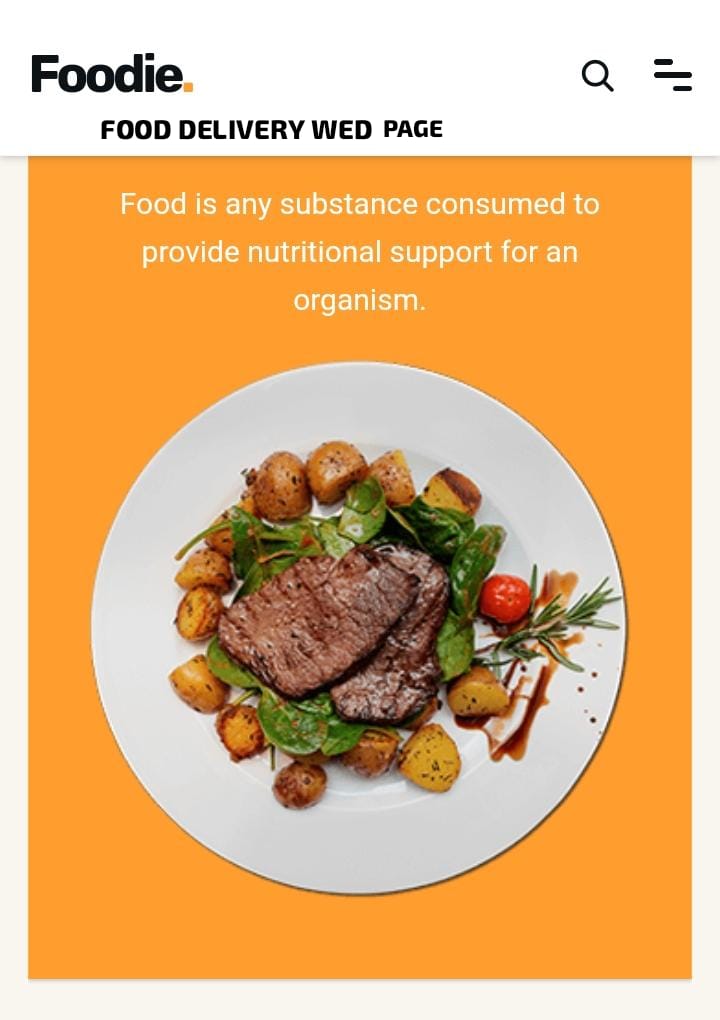 Foodie.
FOOD DELIVERY WED PAGE
Food is any substance consumed to
provide nutritional support for an
organism.